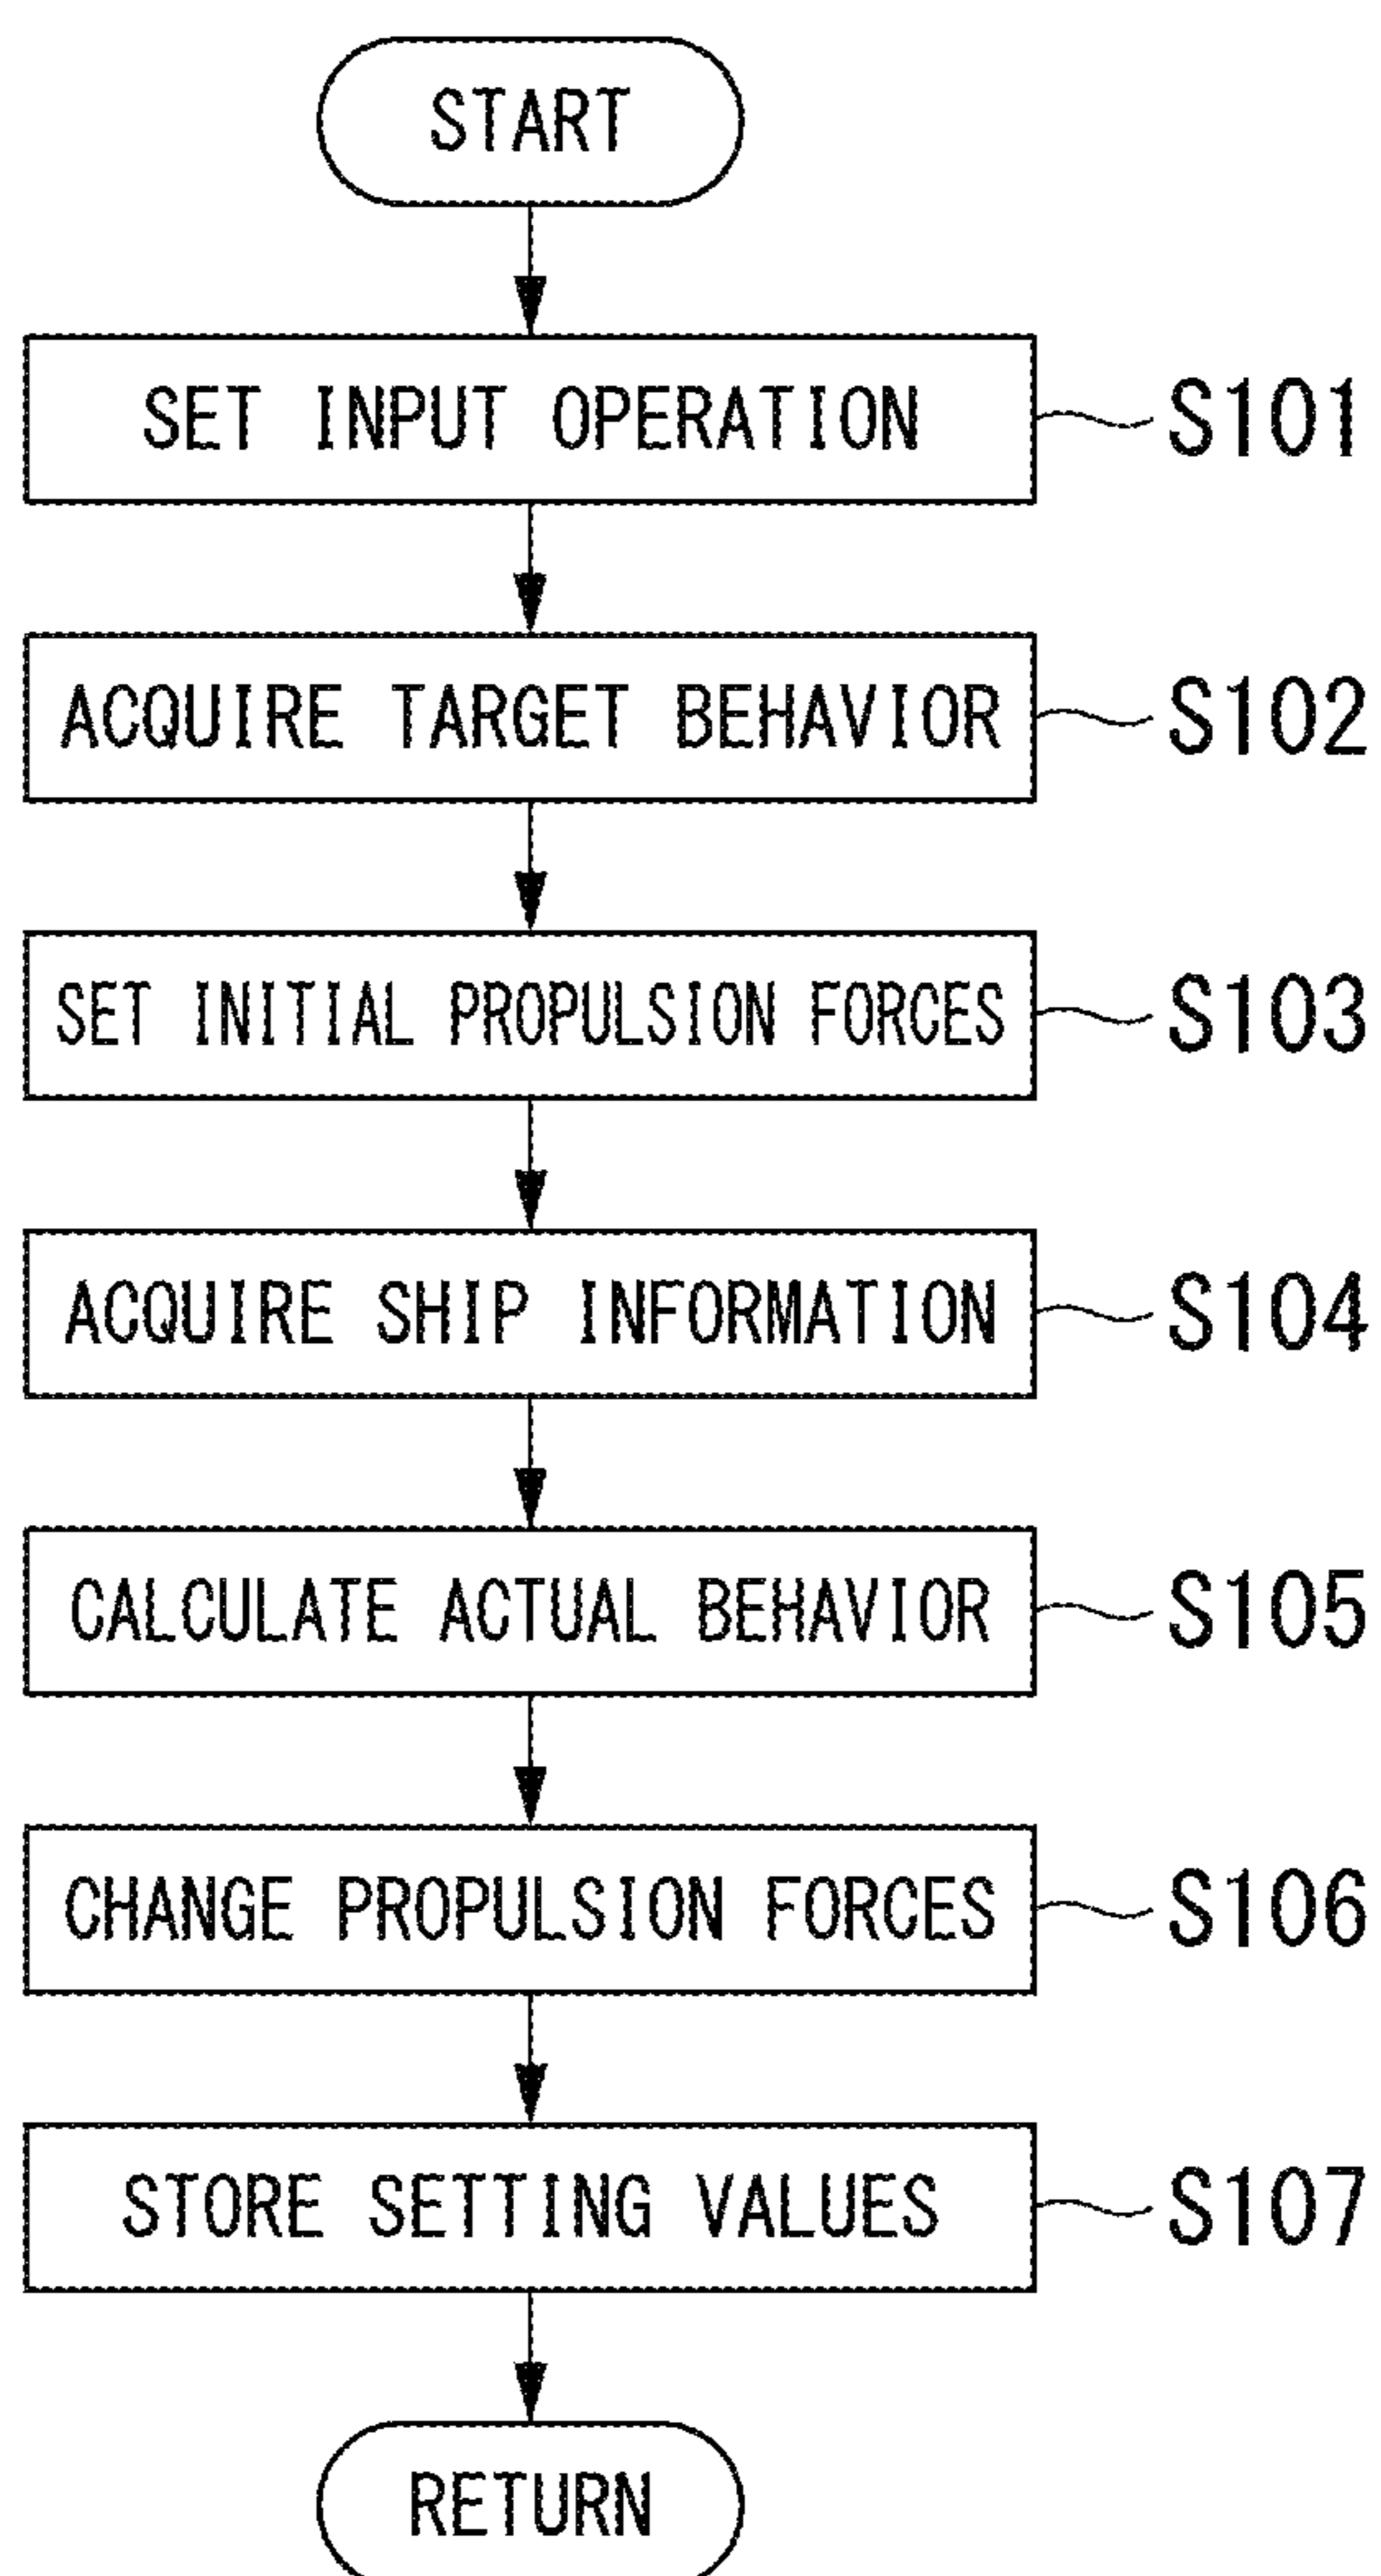 START
SET INPUT OPERATION S101
ACQUIRE TARGET BEHAVIOR S102
SET INITIAL PROPULSION FORCES S103
ACQUIRE SHIP INFORMATION S104
CALCULATE ACTUAL BEHAVIOR S105
CHANGE PROPULSION FORCES S106
STORE SETTING VALUES S107
RETURN